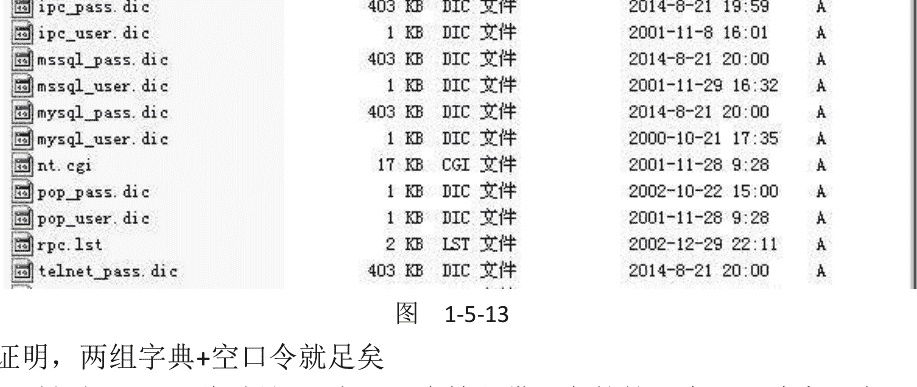 ipc_pass.dic 403 KB DIC 文件 2014-8-21 19:59 A
ipc_user.dic 1 KB DIC 文件 2001-11-8 16:01 A
mssql_pass.dic 403 KB DIC 文件 2014-8-21 20:00 A
mssql_user.dic 1 KB DIC 文件 2001-11-29 16:32 A
mysql_pass.dic 403 KB DIC 文件 2014-8-21 20:00 A
mysql_user.dic 1 KB DIC 文件 2000-10-21 17:35 A
nt.cgi 17 KB CGI 文件 2001-11-28 9:28 A
pop_pass.dic 1 KB DIC 文件 2002-10-22 15:00 A
pop_user.dic 1 KB DIC 文件 2001-11-28 9:28 A
rpc.lst 2 KB LST 文件 2002-12-29 22:11 A
telnet_pass.dic 403 KB DIC 文件 2014-8-21 20:00 A
图 1-5-13
证明，两组字典+空口令就足矣